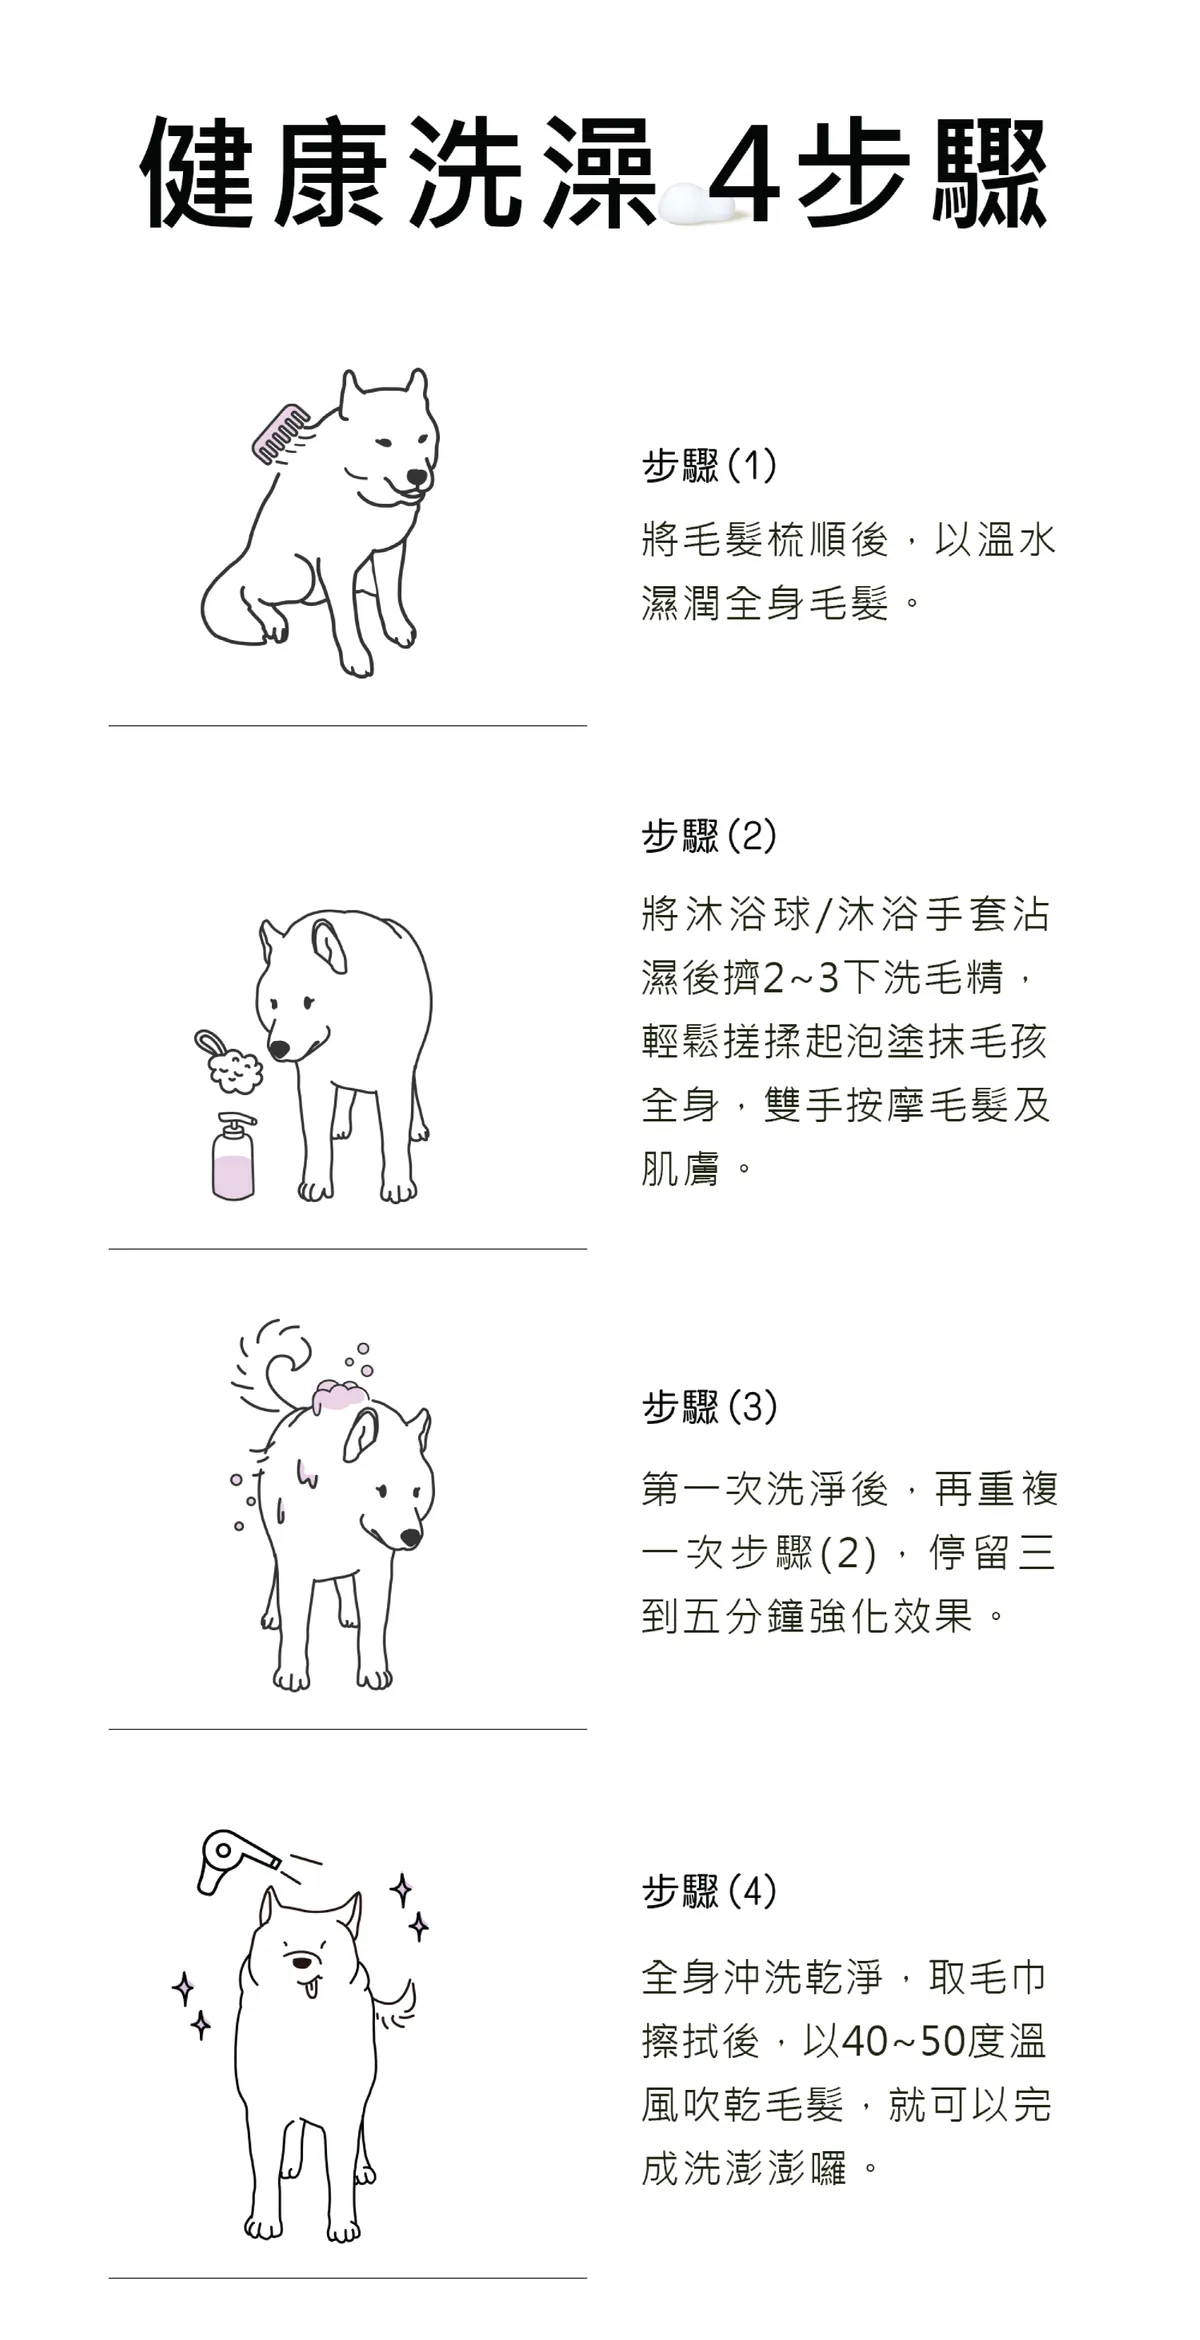 健康洗澡 4步驟
步驟(1)
將毛髮梳順後，以溫水
濕潤全身毛髮。
步驟(2)
將沐浴球/沐浴手套沾
濕後擠2~3下洗毛精，
輕鬆搓揉起泡塗抹毛孩
全身，雙手按摩毛髮及
肌膚。
步驟(3)
第一次洗淨後，再重複
一次步驟(2)，停留三
到五分鐘強化效果。
步驟(4)
全身沖洗乾淨，取毛巾
擦拭後，以40~50度溫
風吹乾毛髮，就可以完
成洗澎澎囉。